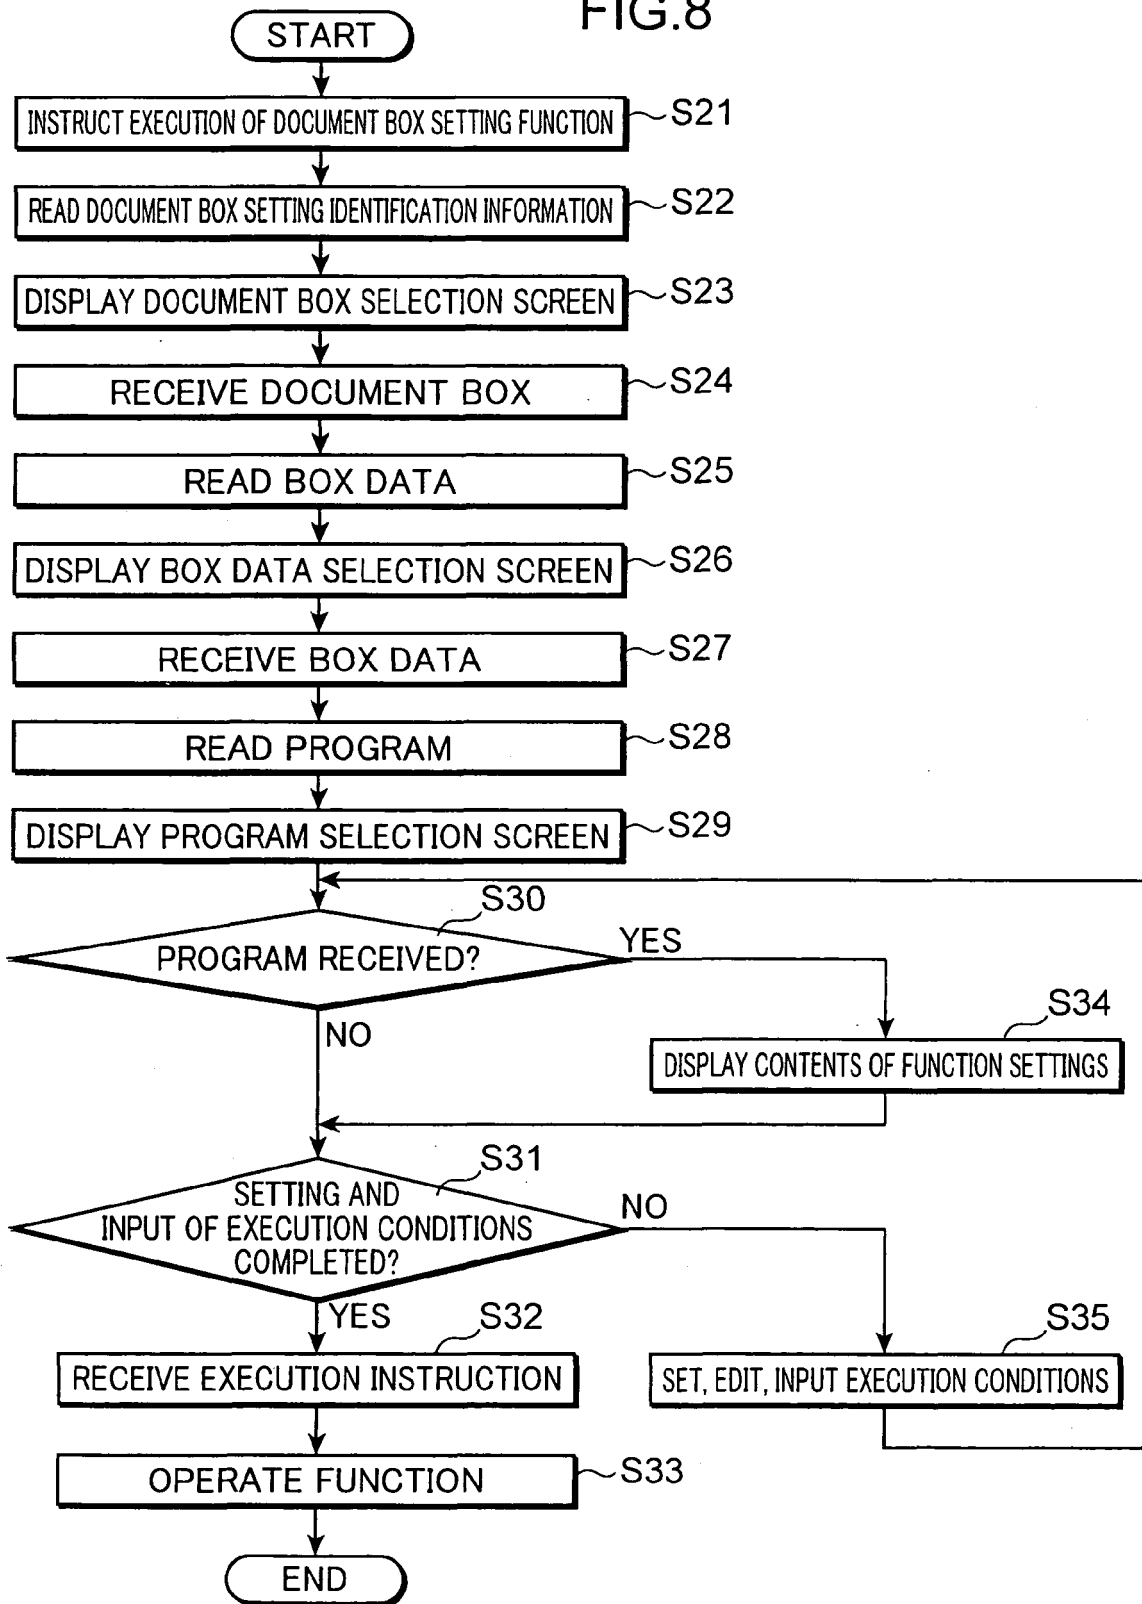 FIG.8
START
INSTRUCT EXECUTION OF DOCUMENT BOX SETTING FUNCTION
S21
READ DOCUMENT BOX SETTING IDENTIFICATION INFORMATION
S22
DISPLAY DOCUMENT BOX SELECTION SCREEN
S23
RECEIVE DOCUMENT BOX
S24
READ BOX DATA
S25
DISPLAY BOX DATA SELECTION SCREEN
S26
RECEIVE BOX DATA
S27
READ PROGRAM
S28
DISPLAY PROGRAM SELECTION SCREEN
S29
S30
PROGRAM RECEIVED?
YES
NO
S34
DISPLAY CONTENTS OF FUNCTION SETTINGS
S31
SETTING AND
INPUT OF EXECUTION CONDITIONS
COMPLETED?
NO
YES
S32
RECEIVE EXECUTION INSTRUCTION
S35
SET, EDIT, INPUT EXECUTION CONDITIONS
OPERATE FUNCTION
S33
END